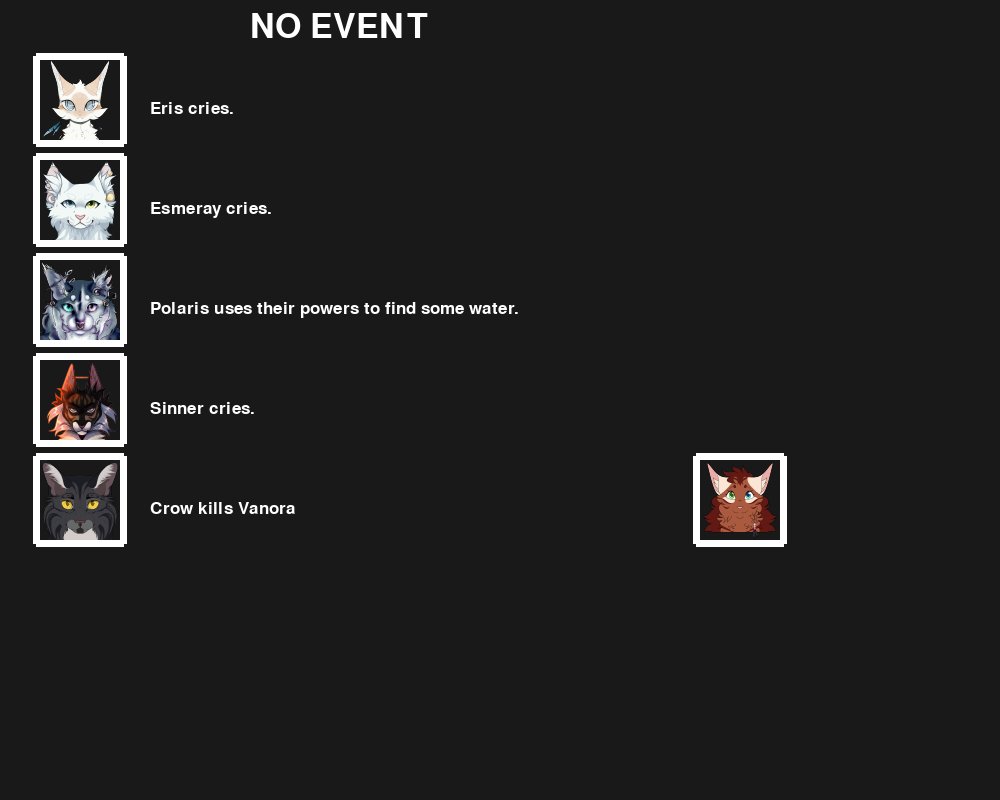 NO EVENT
Eris cries.
Esmeray cries.
Polaris uses their powers to find some water.
Sinner cries.
Crow kills Vanora